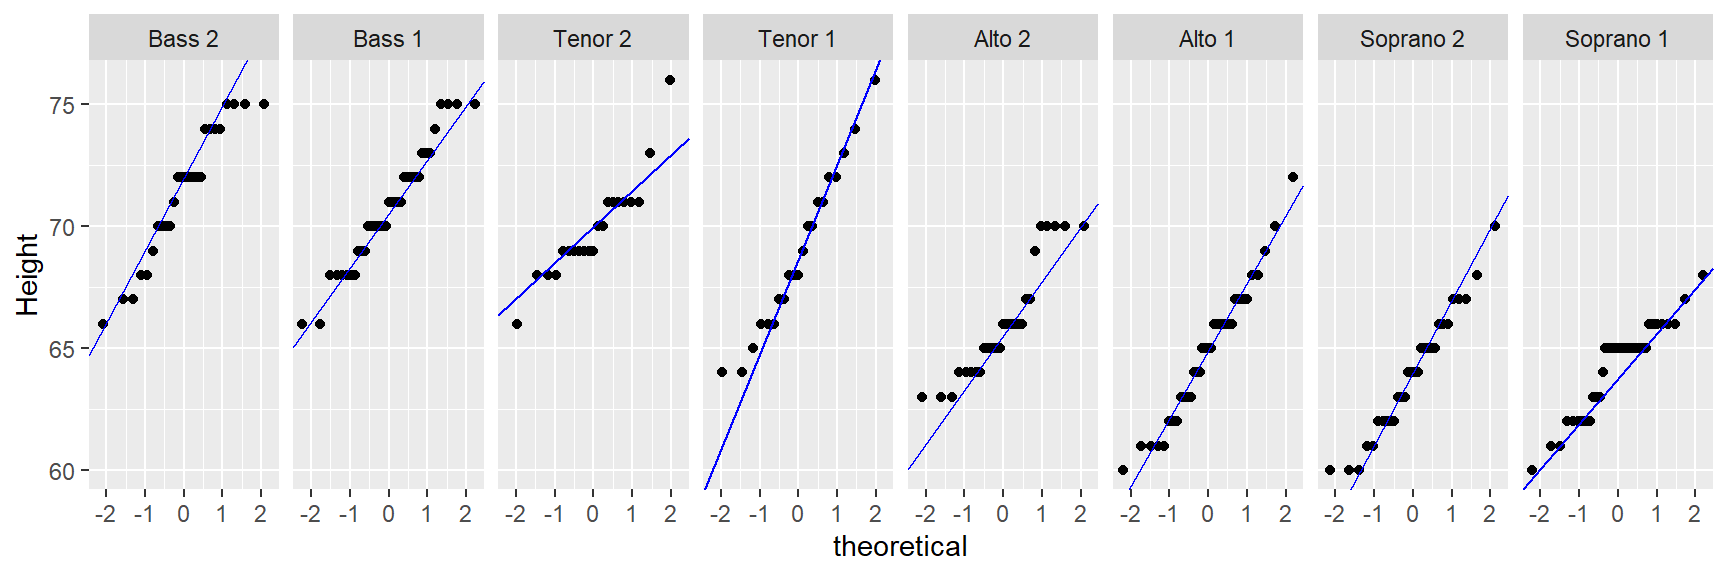 Bass 2 Bass 1 Tenor 2 Tenor 1 Alto 2 Alto 1 Soprano 2 Soprano 1
Height
75
70
65
60
-2 -1 0 1 2 -2 -1 0 1 2 -2 -1 0 1 2 -2 -1 0 1 2 -2 -1 0 1 2 -2 -1 0 1 2 -2 -1 0 1 2 -2 -1 0 1 2
theoretical